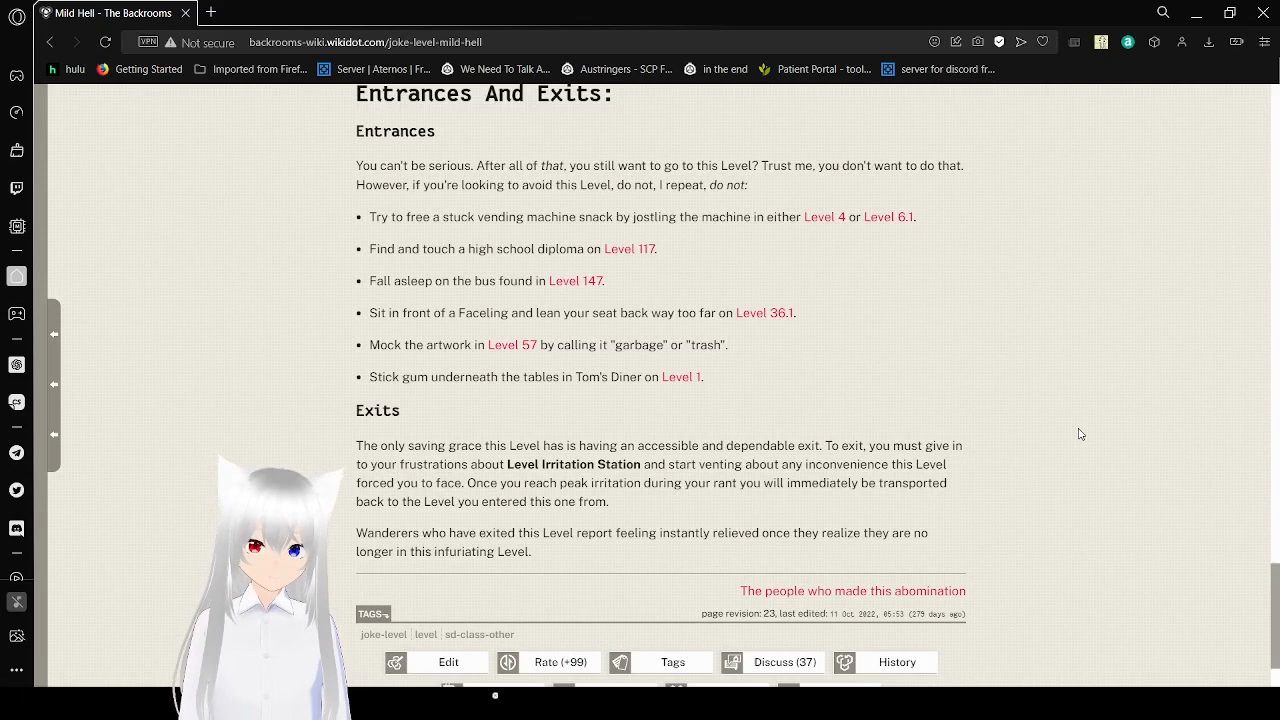 Mild Hell - The Backrooms
VPN Not secure backrooms-wiki.wikidot.com/joke-level-mild-hell
hulu Getting Started Imported from Firef... Server | Aternos | Fr... We Need To Talk A... Austringers - SCP F... in the end Patient Portal - tool... server for discord fr...
Entrances And Exits:
Entrances
You can't be serious. After all of that, you still want to go to this Level? Trust me, you don't want to do that.
However, if you're looking to avoid this Level, do not, I repeat, do not:
• Try to free a stuck vending machine snack by jostling the machine in either Level 4 or Level 6.1.
• Find and touch a high school diploma on Level 117.
• Fall asleep on the bus found in Level 147.
• Sit in front of a Faceling and lean your seat back way too far on Level 36.1.
• Mock the artwork in Level 57 by calling it "garbage" or "trash".
• Stick gum underneath the tables in Tom's Diner on Level 1.
Exits
The only saving grace this Level has is having an accessible and dependable exit. To exit, you must give in
to your frustrations about Level Irritation Station and start venting about any inconvenience this Level
forced you to face. Once you reach peak irritation during your rant you will immediately be transported
back to the Level you entered this one from.
Wanderers who have exited this Level report feeling instantly relieved once they realize they are no
longer in this infuriating Level.
The people who made this abomination
TAGS
page revision: 23, last edited: 11 Oct 2022, 05:53 (279 days ago)
joke-level level sd-class-other
Edit Rate (+99) Tags Discuss (37) History